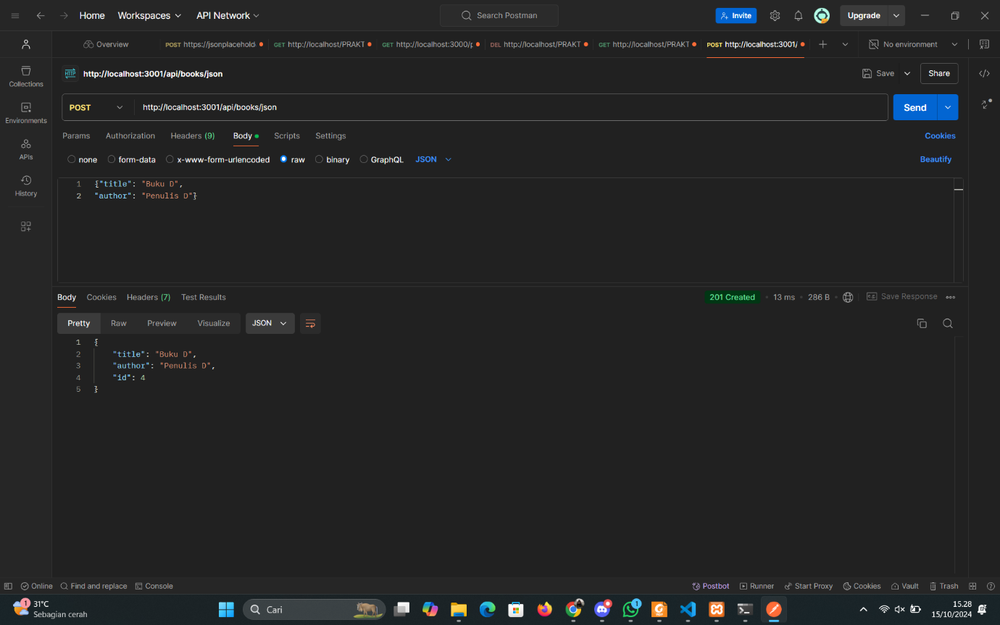 Home Workspaces API Network Search Postman Invite Upgrade
Overview POST https://jsonplacehold GET http://localhost/PRAKT GET http://localhost:3000/p DEL http://localhost/PRAKT GET http://localhost/PRAKT POST http://localhost:3001/ No environment
HTTP http://localhost:3001/api/books/json Save Share
Collections
Environments
APIs
History
POST http://localhost:3001/api/books/json Send
Params Authorization Headers (9) Body Scripts Settings Cookies
none form-data x-www-form-urlencoded raw binary GraphQL JSON Beautify
1 {"title": "Buku D",
2 "author": "Penulis D"}
Body Cookies Headers (7) Test Results 201 Created 13 ms 286 B Save Response
Pretty Raw Preview Visualize JSON
1 {
2 "title": "Buku D",
3 "author": "Penulis D",
4 "id": 4
5 }
Online Find and replace Console Postbot Runner Start Proxy Cookies Vault Trash
1 31°C
Sebagian cerah
Cari
1
15.28
15/10/2024